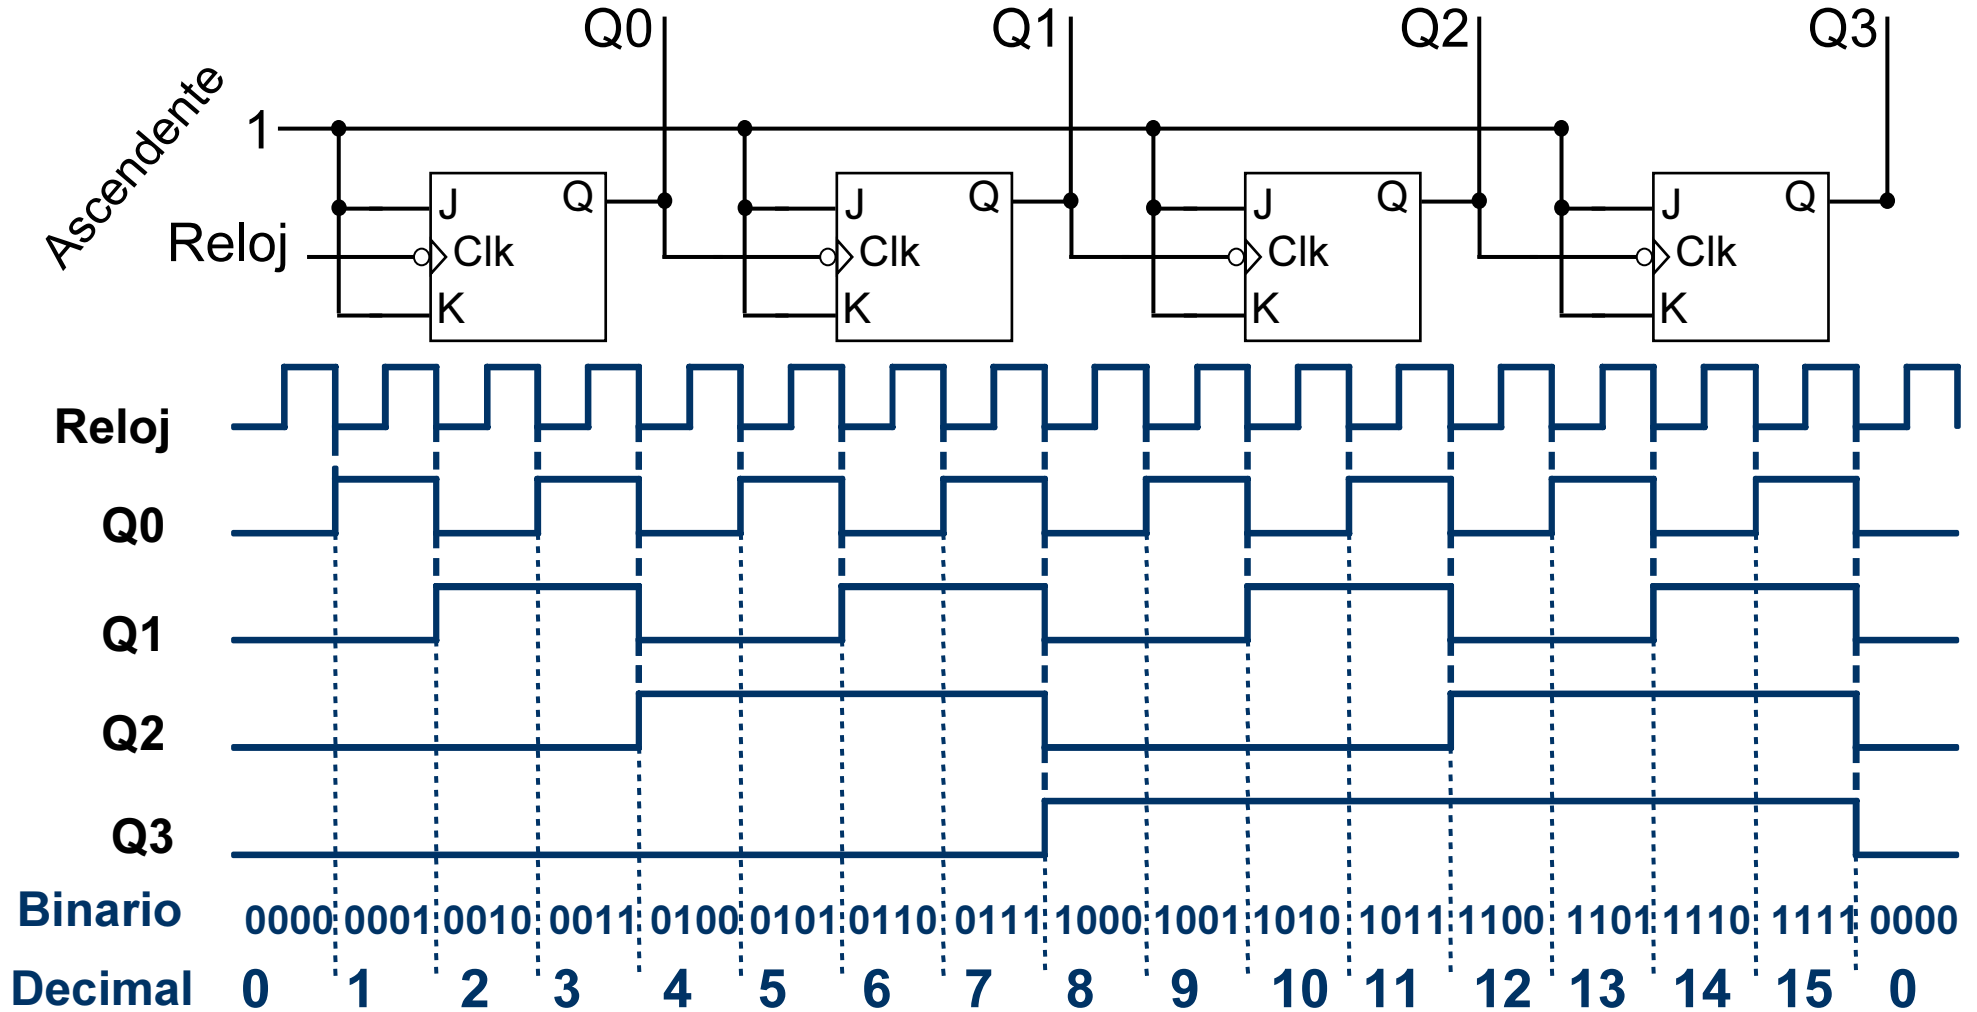 Q0 Q1 Q2 Q3
Ascendente
1
J Q J Q J Q J Q
Reloj Clk Clk Clk Clk
K K K K
Reloj
Q0
Q1
Q2
Q3
Binario 0000 0001 0010 0011 0100 0101 0110 0111 1000 1001 1010 1011 1100 1101 1110 1111 0000
Decimal 0 1 2 3 4 5 6 7 8 9 10 11 12 13 14 15 0